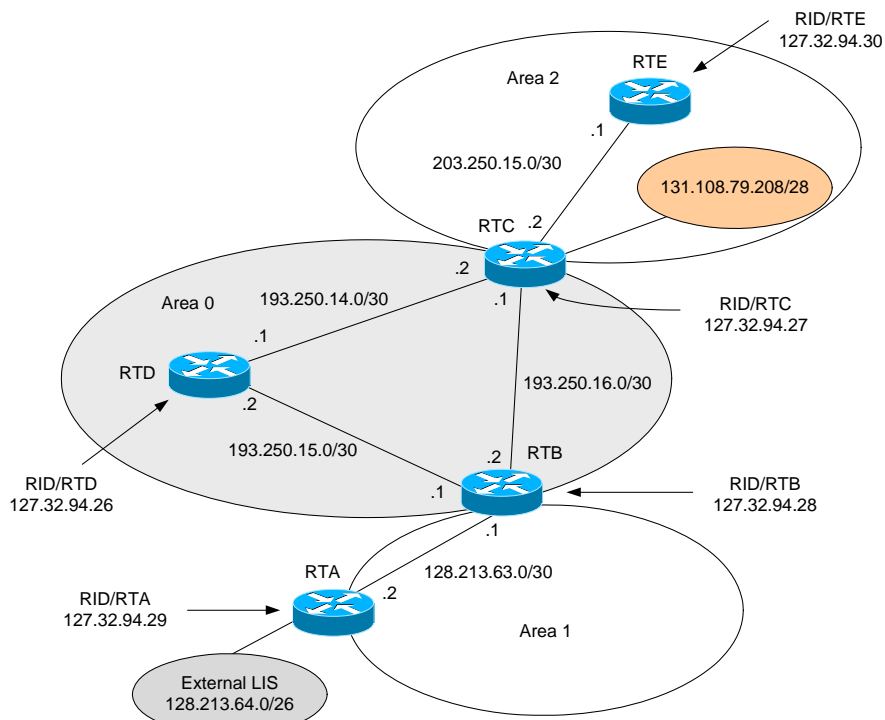 RID/RTE
127.32.94.30
RTE
Area 2
.1
203.250.15.0/30
131.108.79.208/28
.2
RTC
.2
.1
Area 0
193.250.14.0/30
RID/RTC
127.32.94.27
.1
RTD
193.250.16.0/30
.2
193.250.15.0/30
RTB
.2
.1
RID/RTD
127.32.94.26
RID/RTB
127.32.94.28
.1
128.213.63.0/30
RTA
.2
RID/RTA
127.32.94.29
Area 1
External LIS
128.213.64.0/26